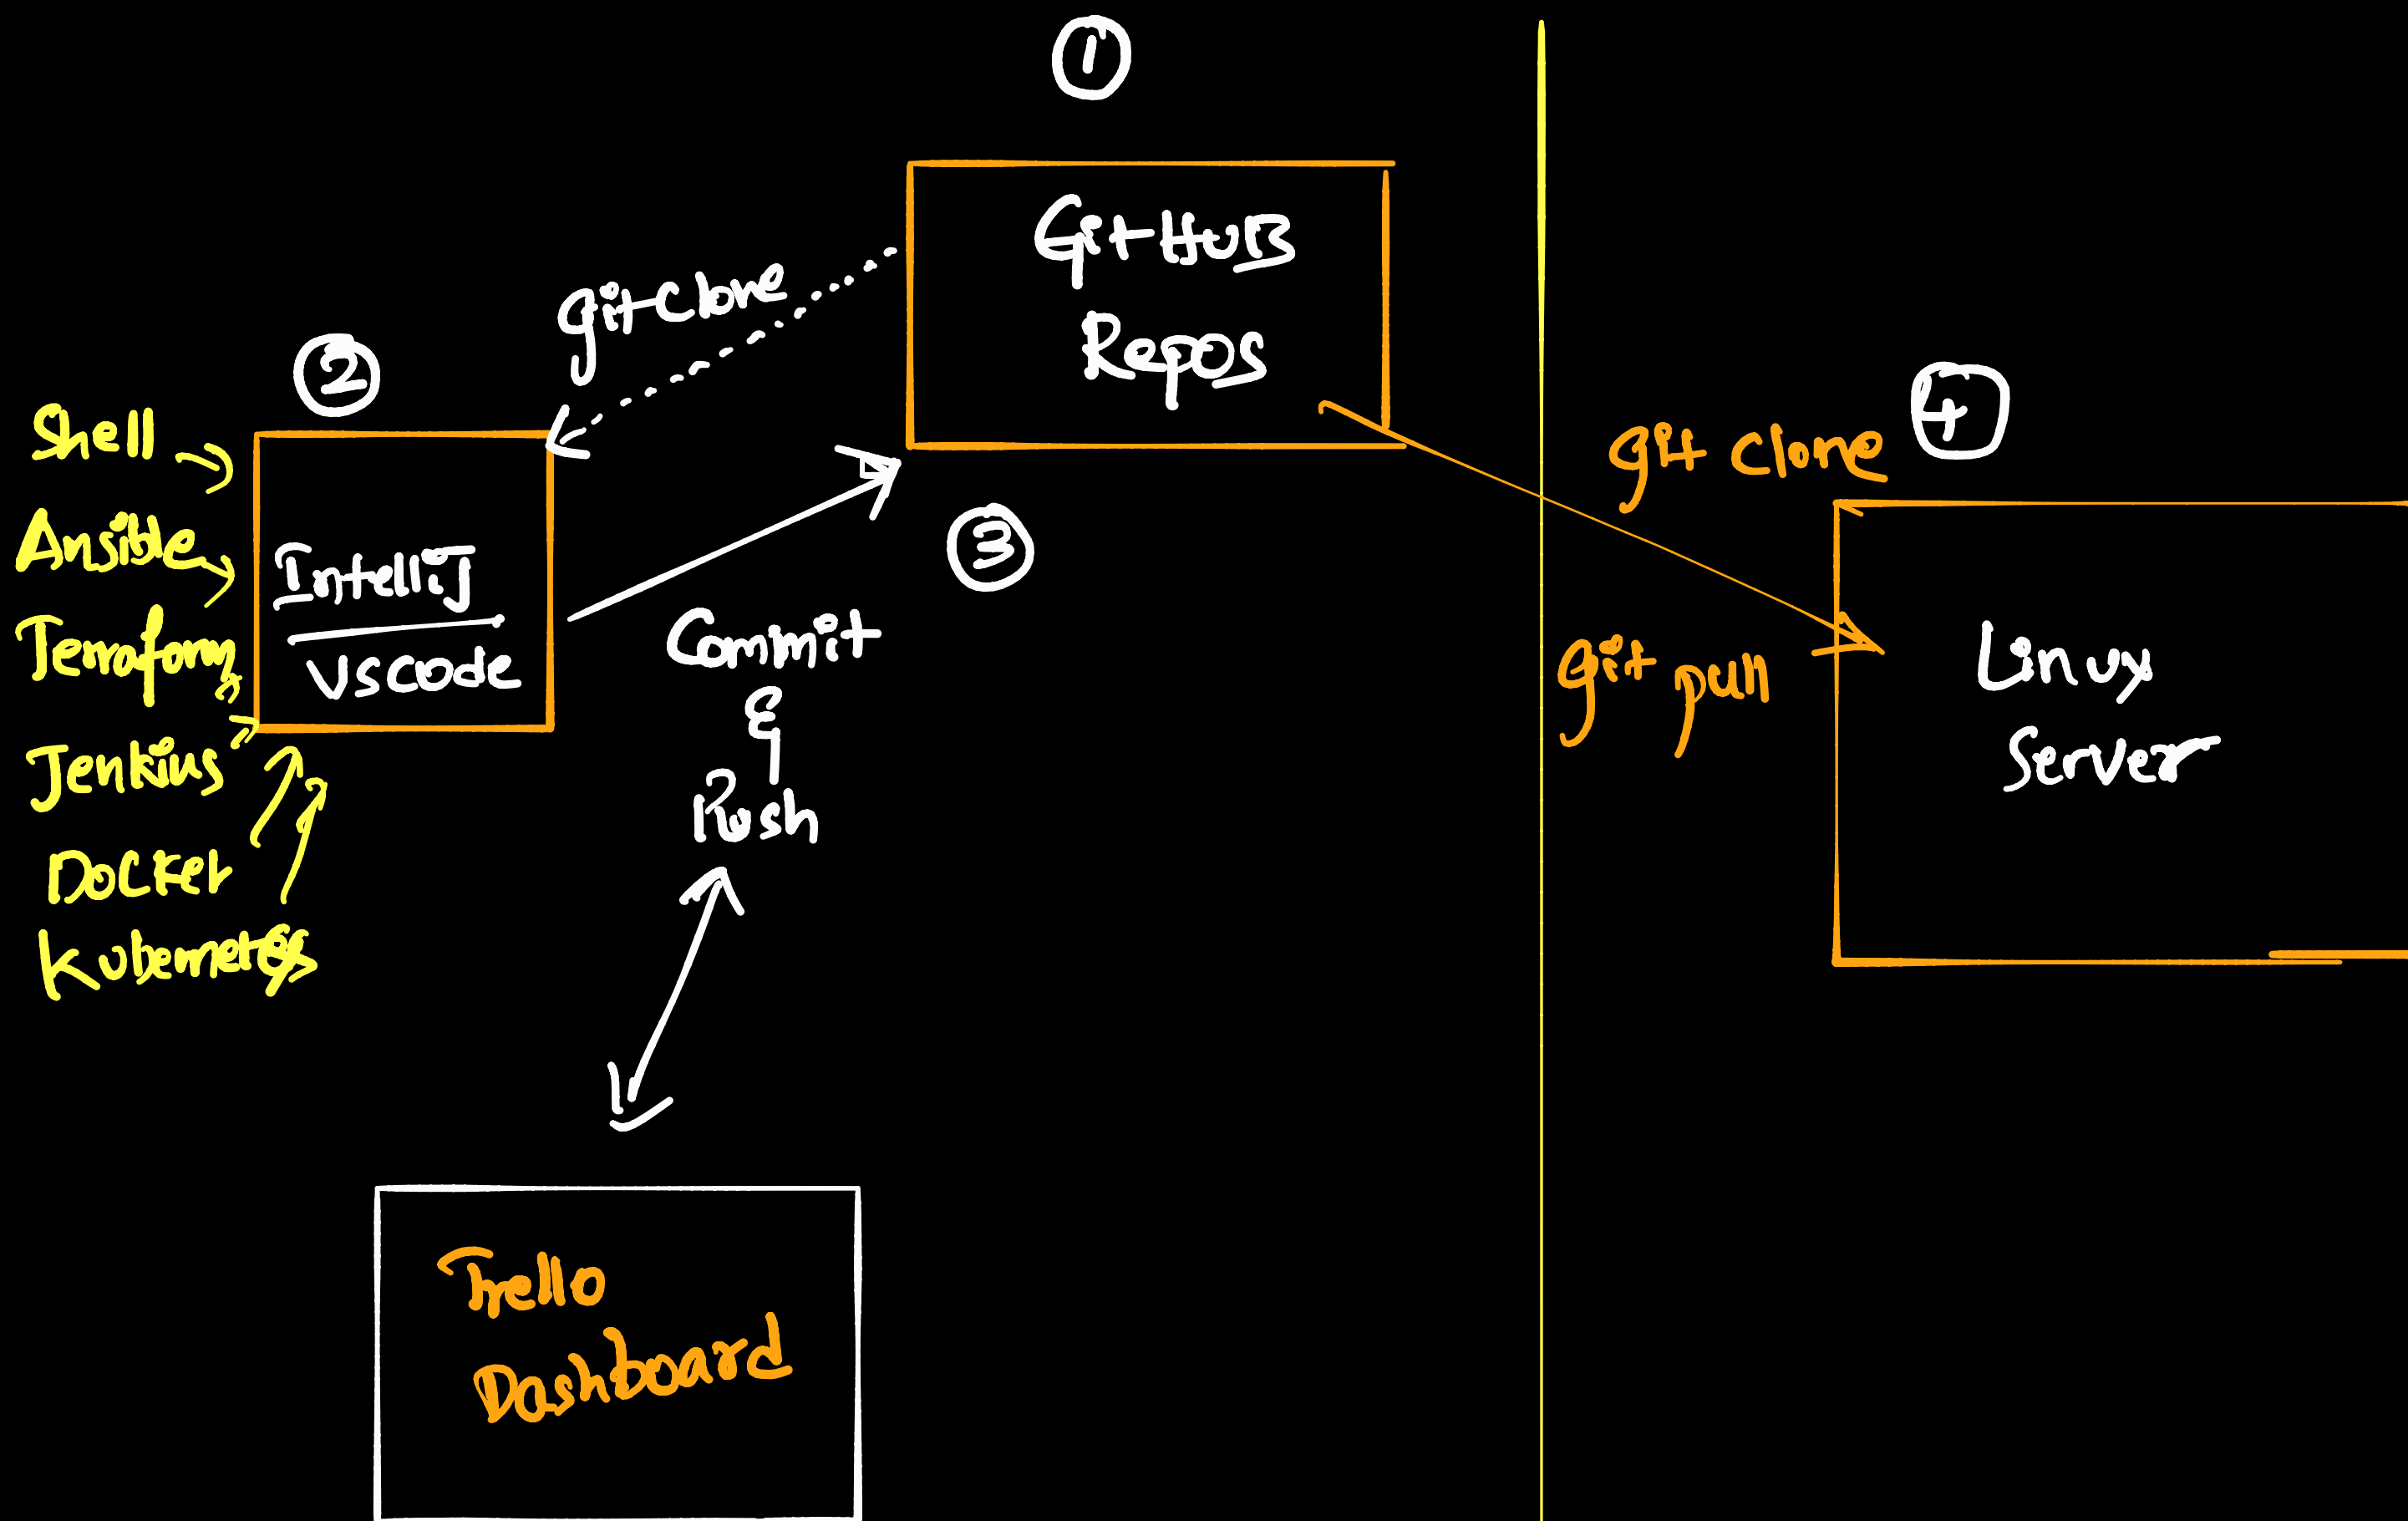 1
GitHUB
Repos
git clone
2
Shell
Ansible
Terraform
Jenkins
Docker
Kubernetes
IntelliJ
VSCODE
3
Commit
&
Push
Trello
Dashboard
git clone
git pull
4
Linux
Server